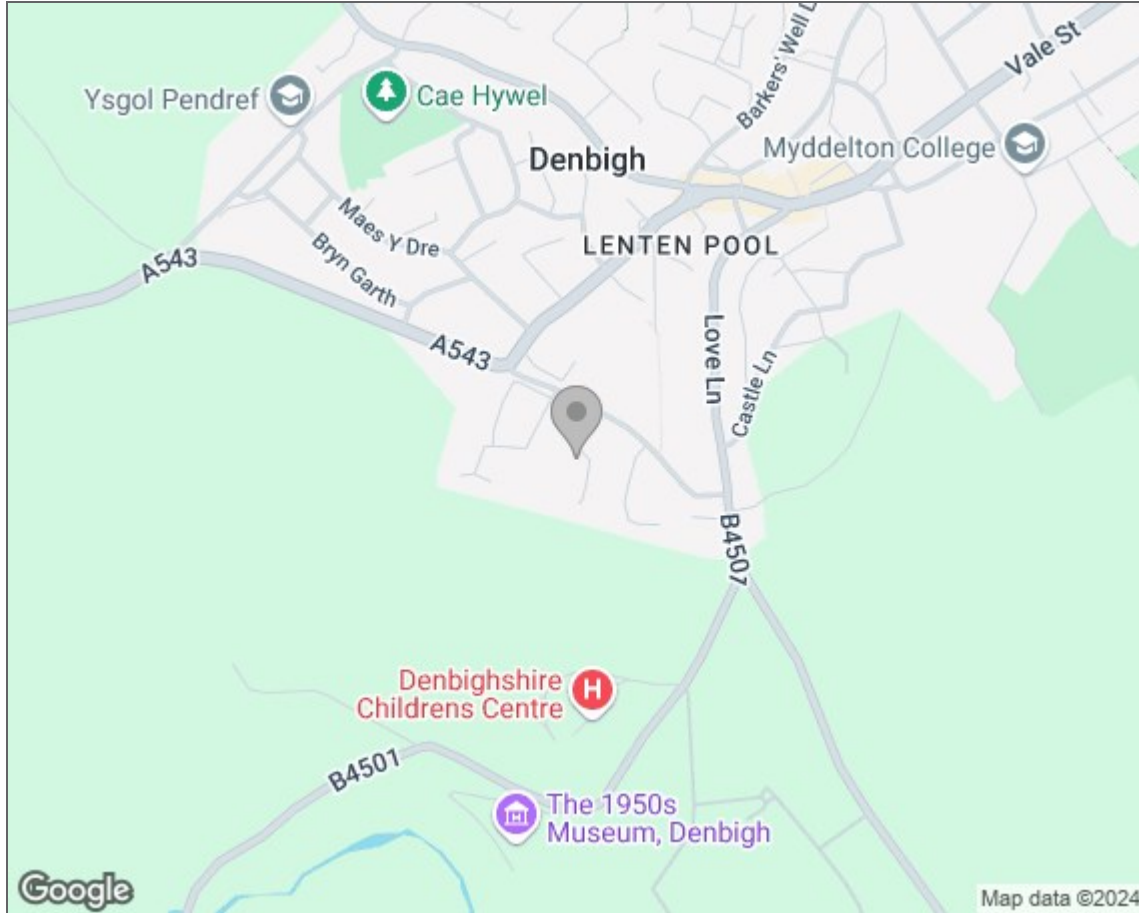 Vale St
Barkers' Well L
Ysgol Pendref
Cae Hywel
Denbigh
Myddelton College
Maes Y Dre
LENTEN POOL
A543
Bryn Garth
A543
Love Ln
Castle Ln
B4507
Denbighshire
Childrens Centre
H
B4501
The 1950s
Museum, Denbigh
Google
Map data ©2024